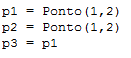 p1 = Ponto(1,2)
p2 = Ponto(1,2)
p3 = p1